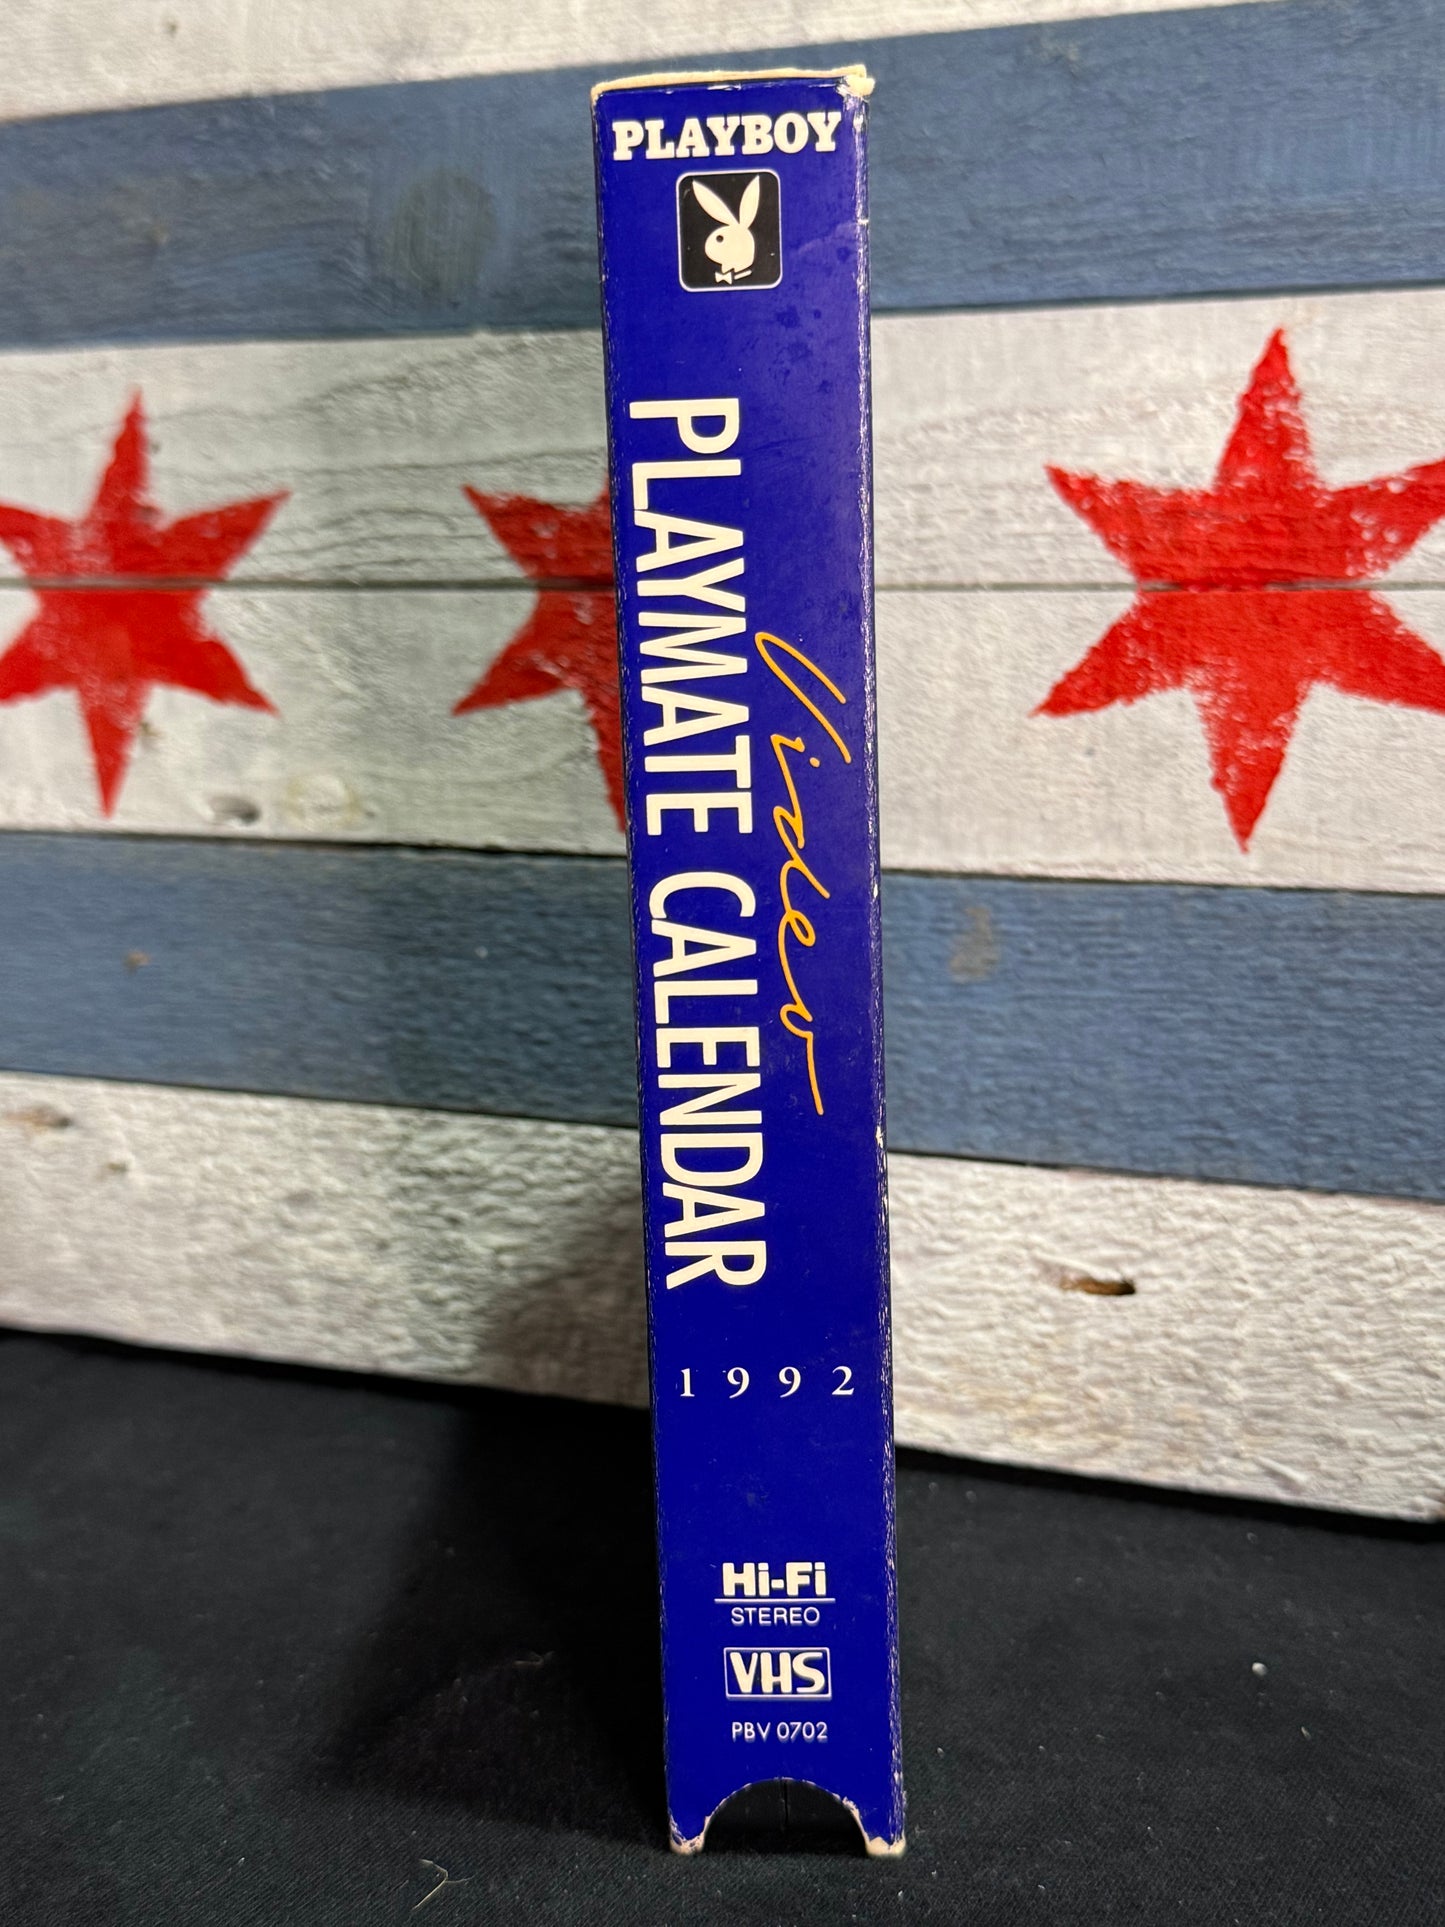 PLAYBOY
Video
PLAYMATE CALENDAR
1992
Hi-Fi
STEREO
VHS
PBV 0702